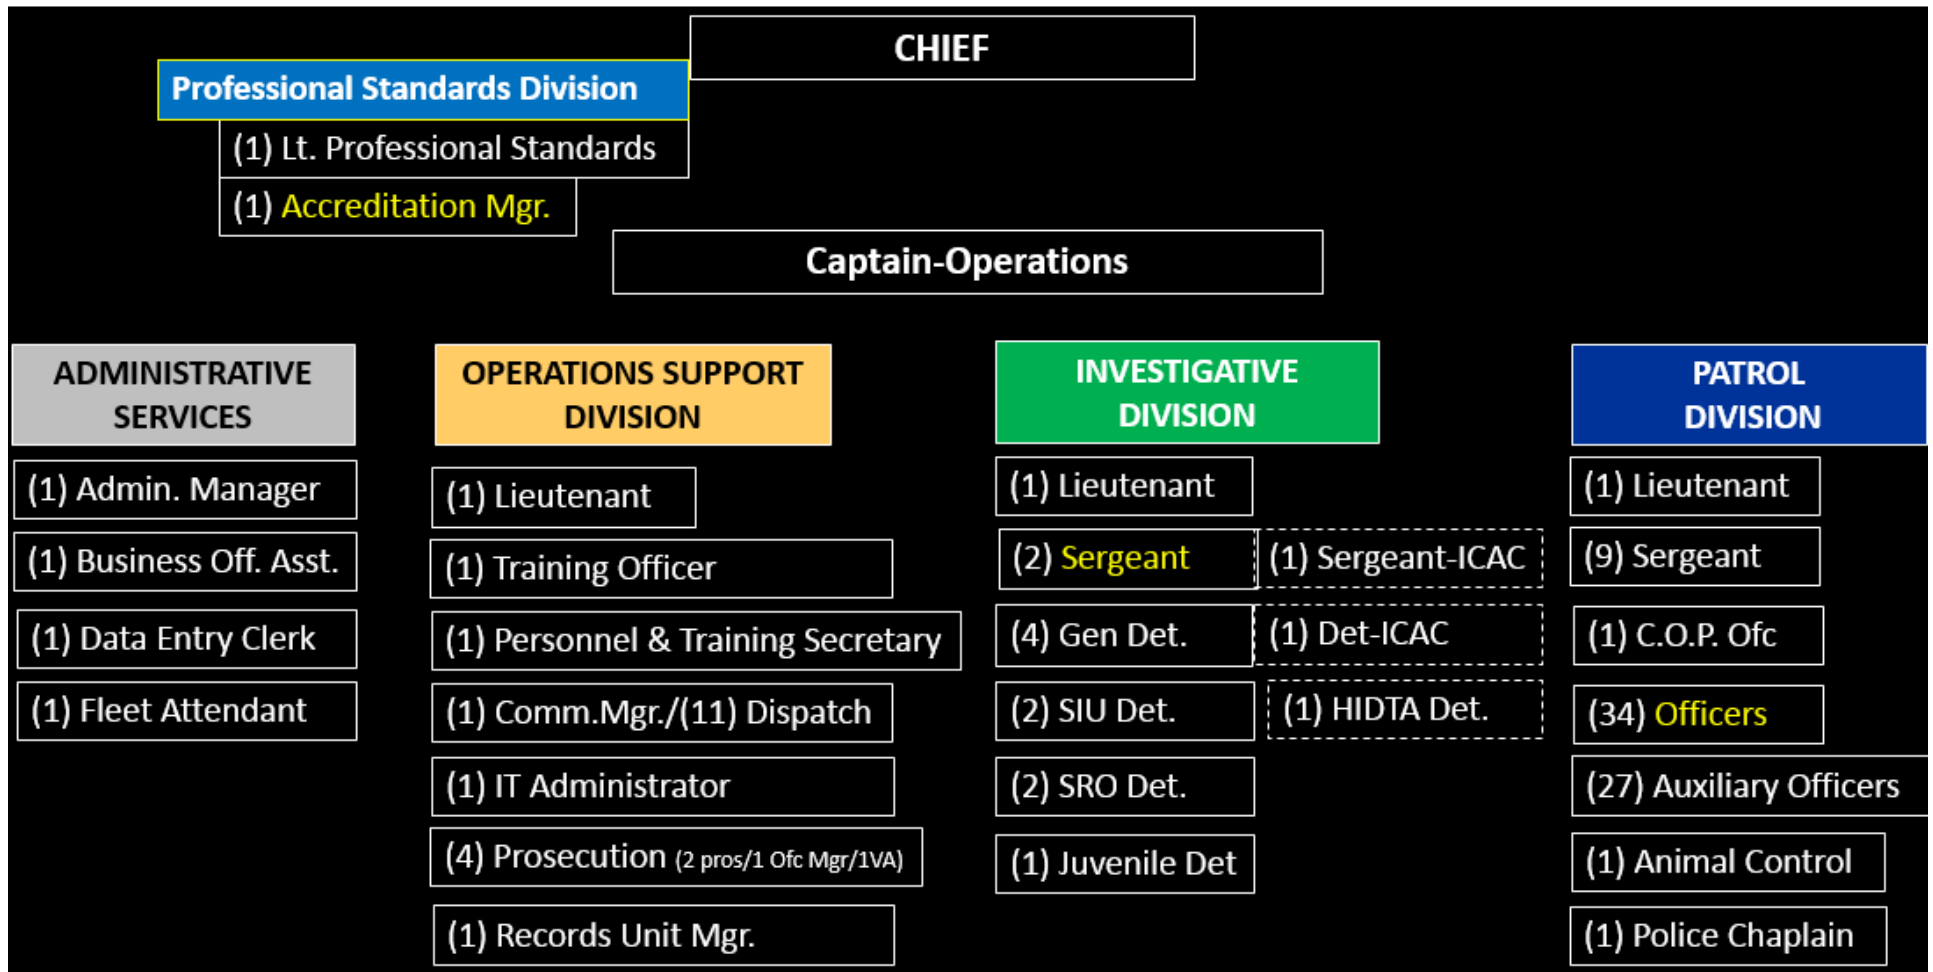 CHIEF
Professional Standards Division
(1) Lt. Professional Standards
(1) Accreditation Mgr.
Captain-Operations
ADMINISTRATIVE
SERVICES
(1) Admin. Manager
(1) Business Off. Asst.
(1) Data Entry Clerk
(1) Fleet Attendant
OPERATIONS SUPPORT
DIVISION
(1) Lieutenant
(1) Training Officer
(1) Personnel & Training Secretary
(1) Comm.Mgr./(11) Dispatch
(1) IT Administrator
(4) Prosecution (2 pros/1 Ofc Mgr/1VA)
(1) Records Unit Mgr.
INVESTIGATIVE
DIVISION
(1) Lieutenant
(2) Sergeant
(1) Sergeant-ICAC
(4) Gen Det.
(1) Det-ICAC
(2) SIU Det.
(1) HIDTA Det.
(2) SRO Det.
(1) Juvenile Det
PATROL
DIVISION
(1) Lieutenant
(9) Sergeant
(1) C.O.P. Ofc
(34) Officers
(27) Auxiliary Officers
(1) Animal Control
(1) Police Chaplain